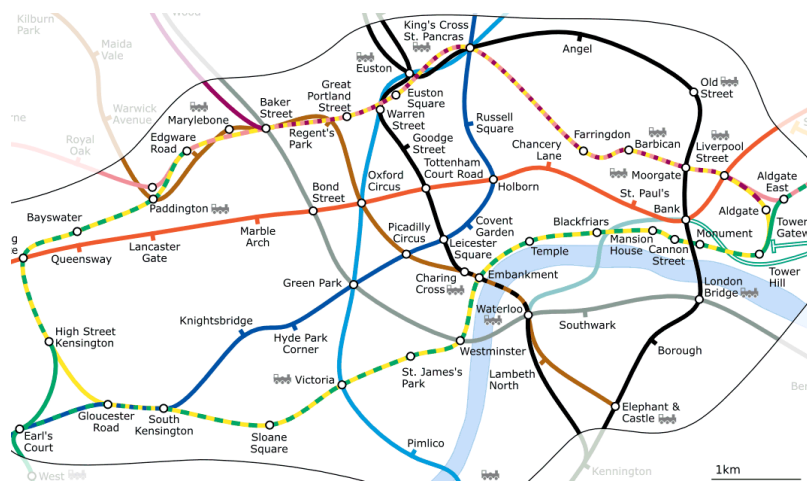 Kilburn
Park
Maida
Vale
Wood
King's Cross
St. Pancras
Angel
Euston
Old
Street
Great
Portland
Street
Euston
Square
Baker
Street
Marylebone
Warwick
Avenue
Edgware
Road
Regent's
Park
Warren
Street
Russell
Square
Farringdon
Barbican
Liverpool
Street
Royal
Oak
Goodge
Street
Chancery
Lane
Moorgate
Aldgate
East
Tottenham
Court Road
Oxford
Circus
Holborn
St. Paul's
Bond
Street
Bank
Aldgate
Tower
Gateway
Paddington
Bayswater
Marble
Arch
Lancaster
Gate
Queensway
Covent
Garden
Picadilly
Circus
Leicester
Square
Blackfriars
Temple
Mansion
House
Cannon
Street
Monument
Tower
Hill
Green Park
Charing
Cross
Embankment
London
Bridge
Waterloo
Southwark
Knightsbridge
Hyde Park
Corner
High Street
Kensington
Westminster
St. James's
Park
Borough
Victoria
Lambeth
North
Gloucester
Road
South
Kensington
Sloane
Square
Elephant &
Castle
Earl's
Court
Pimlico
West
Kennington
1km